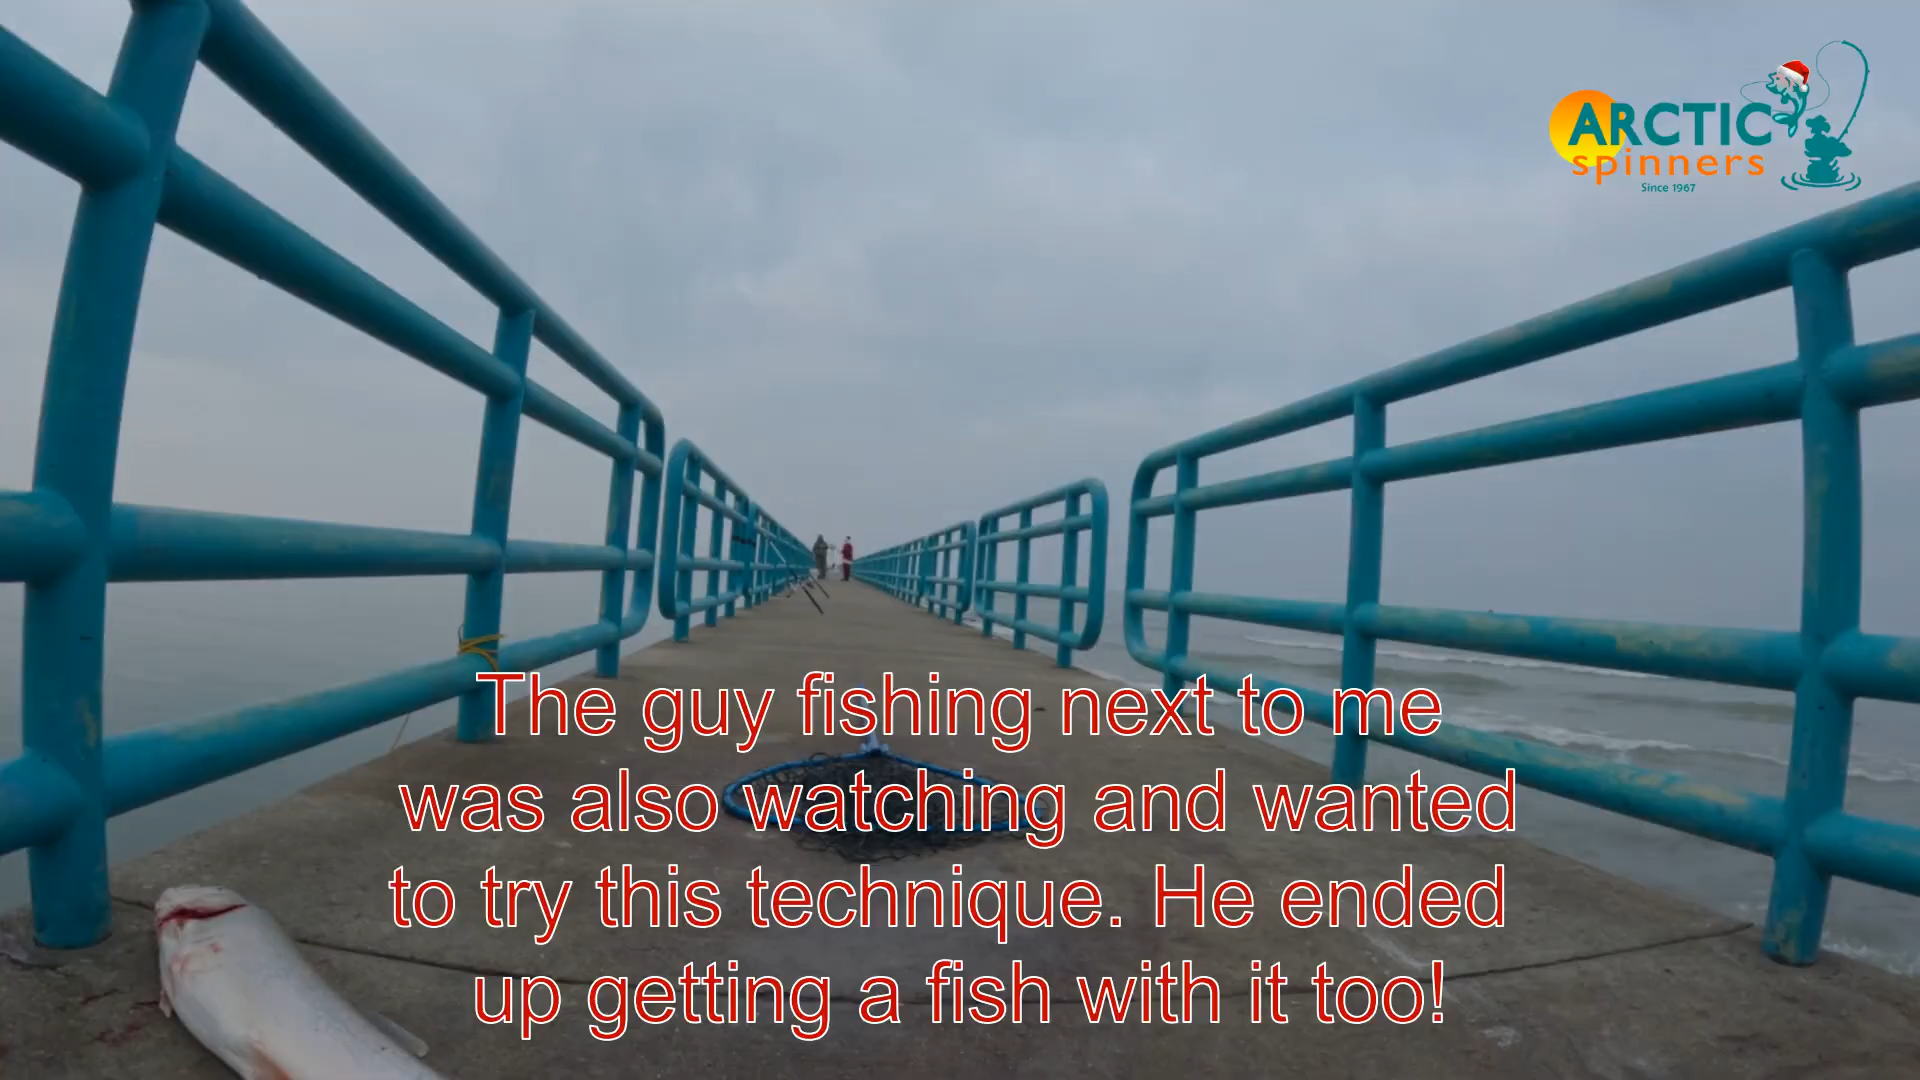 ARCTIC
spinners
Since 1967
The guy fishing next to me
was also watching and wanted
to try this technique. He ended
up getting a fish with it too!